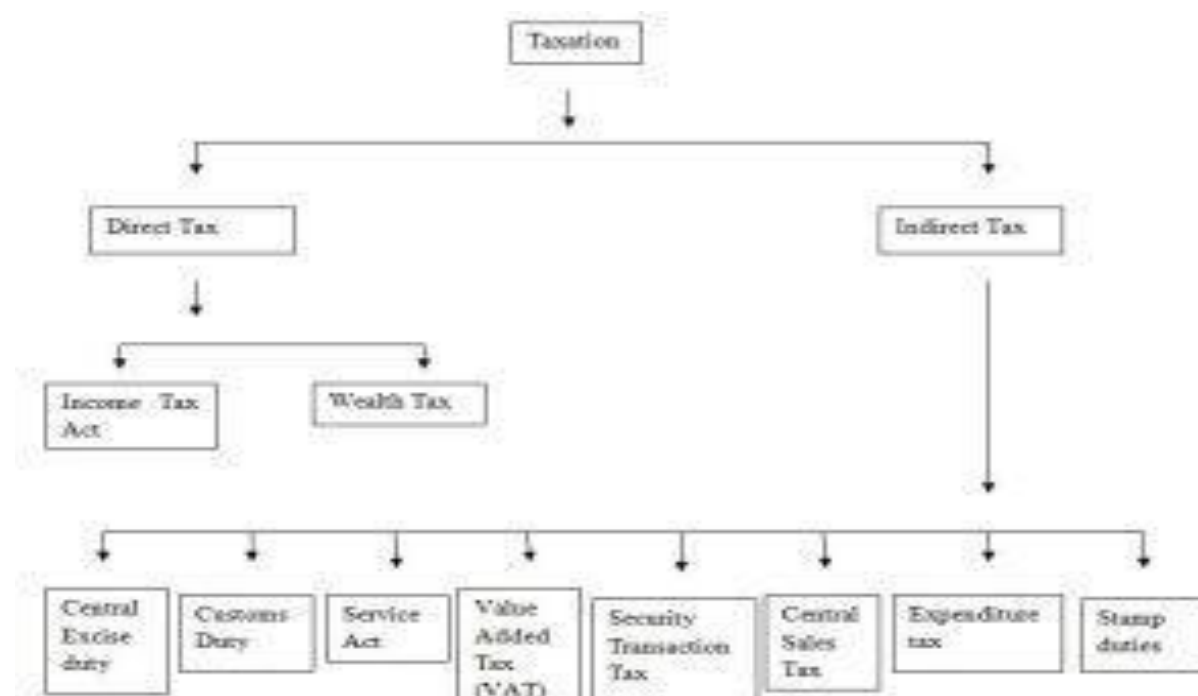 Taxation
Direct Tax
Indirect Tax
Income Tax
Act
Wealth Tax
Central
Excise
duty
Customs
Duty
Service
Act
Value
Added
Tax
(VAT)
Security
Transaction
Tax
Central
Sales
Tax
Expenditure
tax
Stamp
duties